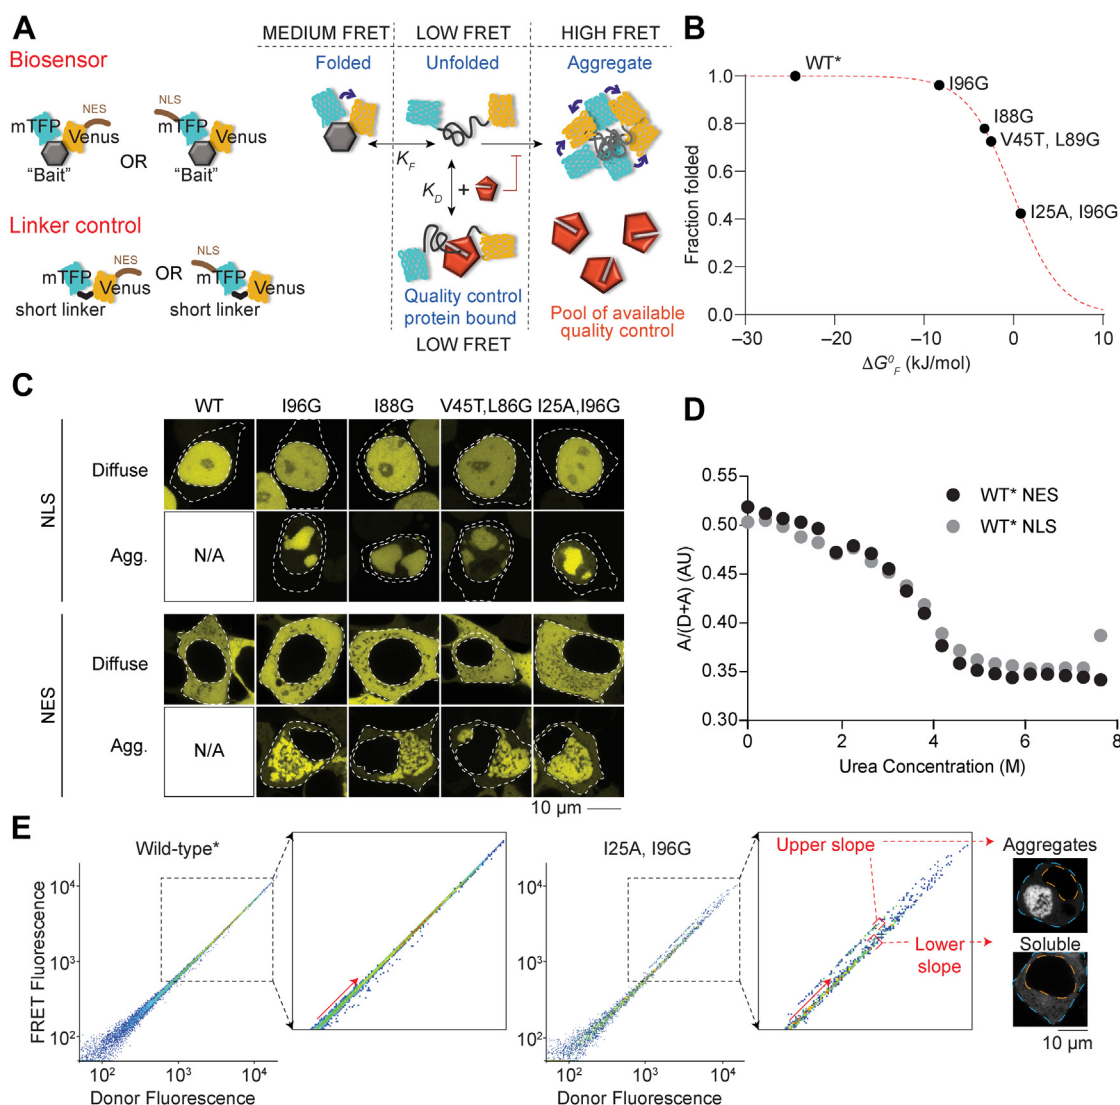 A
Biosensor
NES
mTFP
Venus
"Bait"
OR
NLS
mTFP
Venus
"Bait"
Linker control
NES
mTFP
Venus
short linker
OR
NLS
mTFP
Venus
short linker
MEDIUM FRET
LOW FRET
HIGH FRET
Folded
Unfolded
Aggregate
K_F
K_D
+
Quality control
protein bound
LOW FRET
Pool of available
quality control
B
Fraction folded
1.0
0.8
0.6
0.4
0.2
0.0
WT*
I96G
I88G
V45T, L89G
I25A, I96G
–30
–20
–10
0
10
ΔG⁰_F (kJ/mol)
C
WT
I96G
I88G
V45T,L86G
I25A,I96G
NLS
Diffuse
Agg.
N/A
NES
Diffuse
Agg.
N/A
10 µm
D
A/(D+A) (AU)
0.55
0.50
0.45
0.40
0.35
0.30
WT* NES
WT* NLS
0
2
4
6
8
Urea Concentration (M)
E
Wild-type*
FRET Fluorescence
10⁴
10³
10²
10²
10³
10⁴
Donor Fluorescence
I25A, I96G
10⁴
10³
10²
10²
10³
10⁴
Donor Fluorescence
Upper slope
Lower
slope
Aggregates
Soluble
10 µm